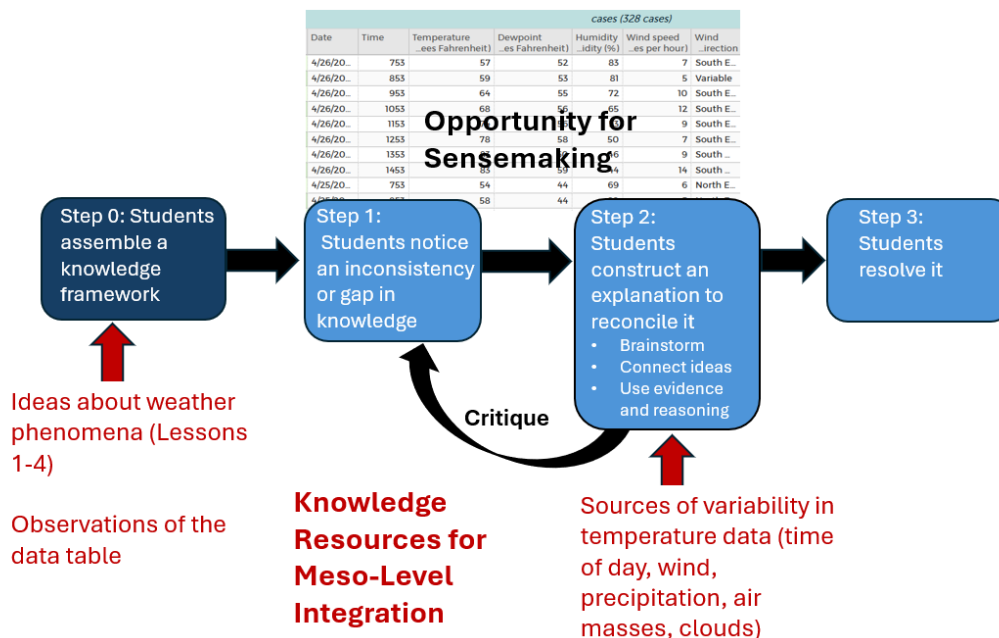 cases (328 cases)
Date Time Temperature Dewpoint Humidity Wind speed Wind
...ees Fahrenheit) ...es Fahrenheit) ...idity (%) ...es per hour) ...irection
4/26/20... 753 57 52 83 7 South E...
4/26/20... 853 59 53 81 5 Variable
4/26/20... 953 64 55 72 10 South E...
4/26/20... 1053 68 56 65 12 South E...
4/26/20... 1153 9 South E...
4/26/20... 1253 78 58 50 7 South E...
4/26/20... 1353 9 South ...
4/26/20... 1453 83 59 14 South ...
4/25/20... 753 54 44 69 6 North E...
58 44
Opportunity for
Sensemaking
Step 0: Students
assemble a
knowledge
framework
Step 1:
Students notice
an inconsistency
or gap in
knowledge
Step 2:
Students
construct an
explanation to
reconcile it
• Brainstorm
• Connect ideas
• Use evidence
and reasoning
Step 3:
Students
resolve it
Critique
Ideas about weather
phenomena (Lessons
1-4)
Observations of the
data table
Knowledge
Resources for
Meso-Level
Integration
Sources of variability in
temperature data (time
of day, wind,
precipitation, air
masses, clouds)